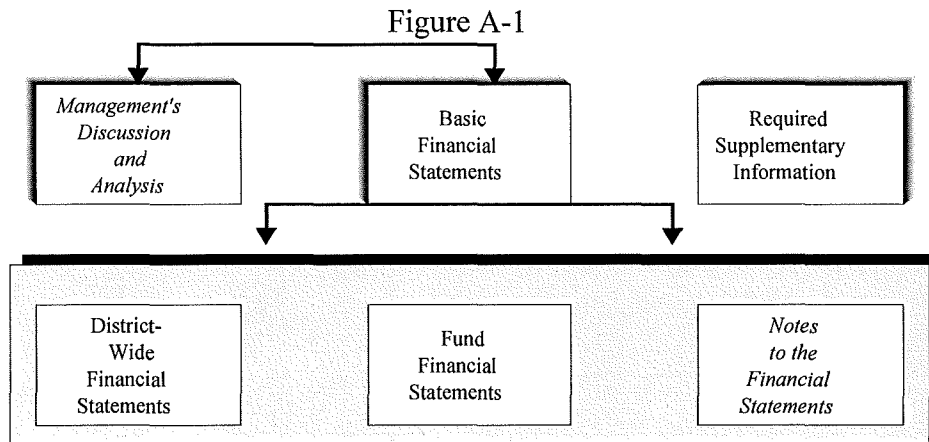 Figure A-1
Management's
Discussion
and
Analysis
Basic
Financial
Statements
Required
Supplementary
Information
District-
Wide
Financial
Statements
Fund
Financial
Statements
Notes
to the
Financial
Statements